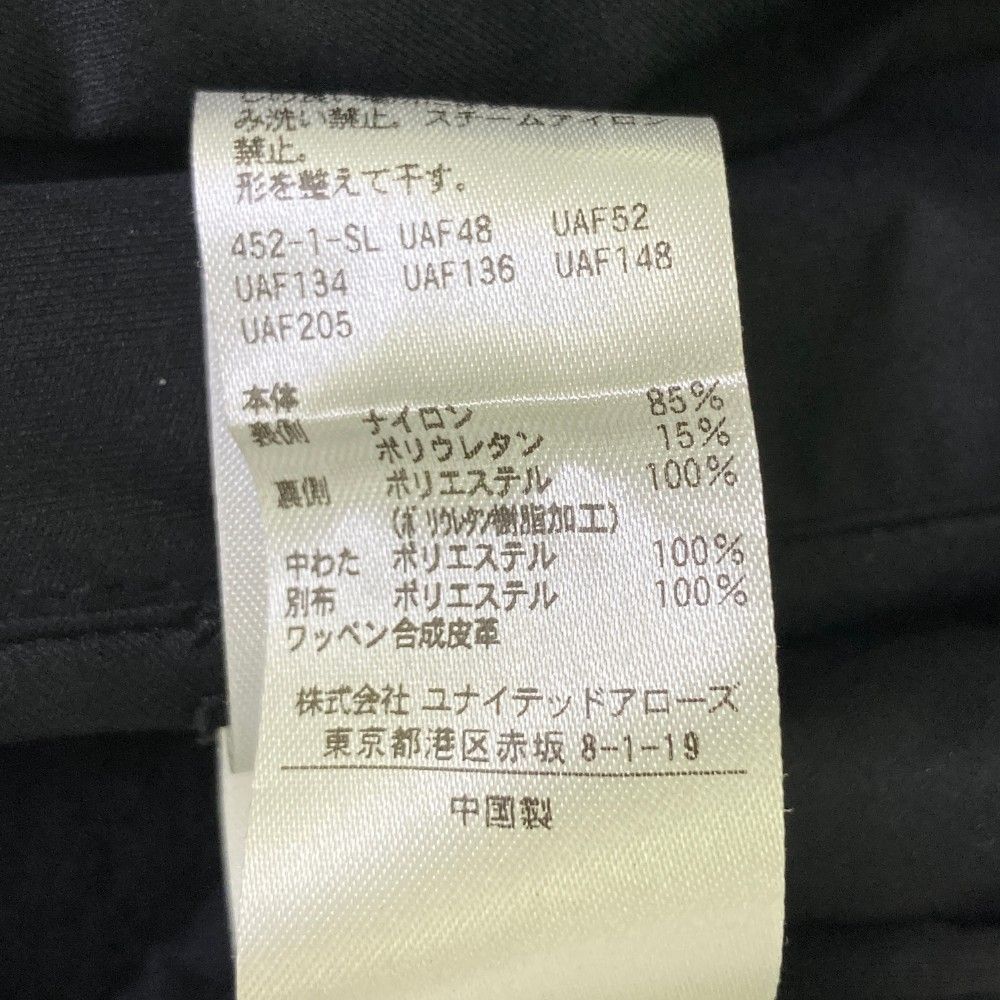 み洗い禁止。スチームアイロン
禁止。
形を整えて干す。
452-1-SL UAF48 UAF52
UAF134 UAF136 UAF148
UAF205
本体
表側 ナイロン 85%
ポリウレタン 15%
裏側 ポリエステル 100%
(ポリウレタン樹脂加工)
中わた ポリエステル 100%
別布 ポリエステル 100%
ワッペン 合成皮革
株式会社 ユナイテッドアローズ
東京都港区赤坂 8-1-19
中国製